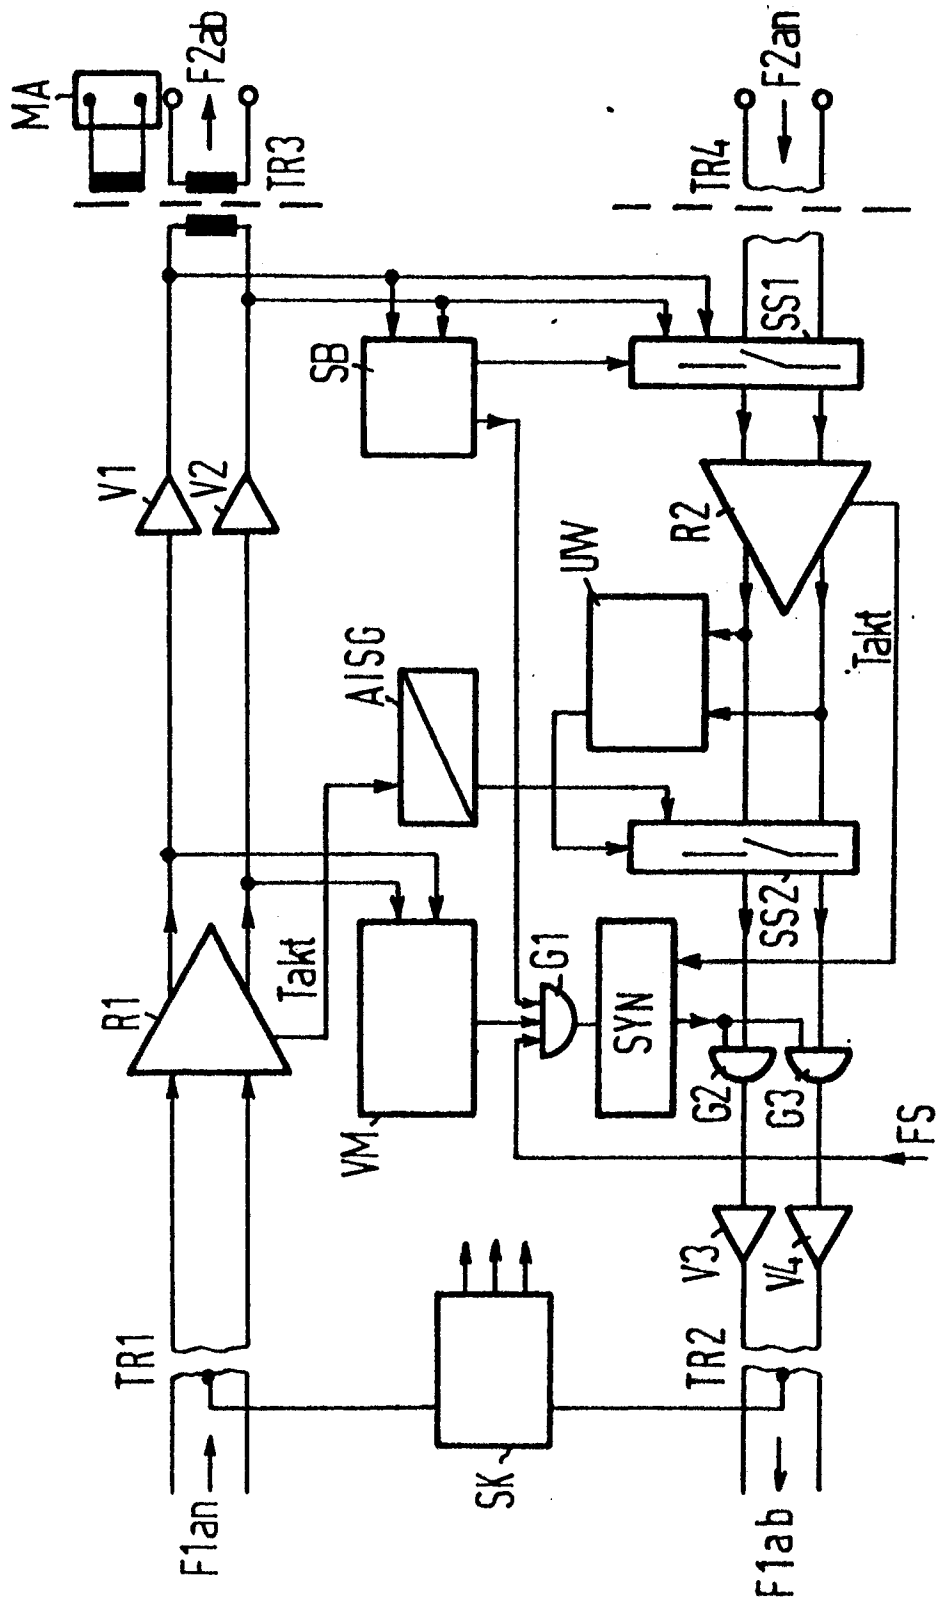 F1an
TR1
R1
Takt
V1
V2
TR3
MA
F2ab
VM
AISG
SB
SK
G1
SYN
UW
TR2
V3
V4
G2
G3
SS2
R2
Takt
SS1
TR4
F1ab
FS
F2an